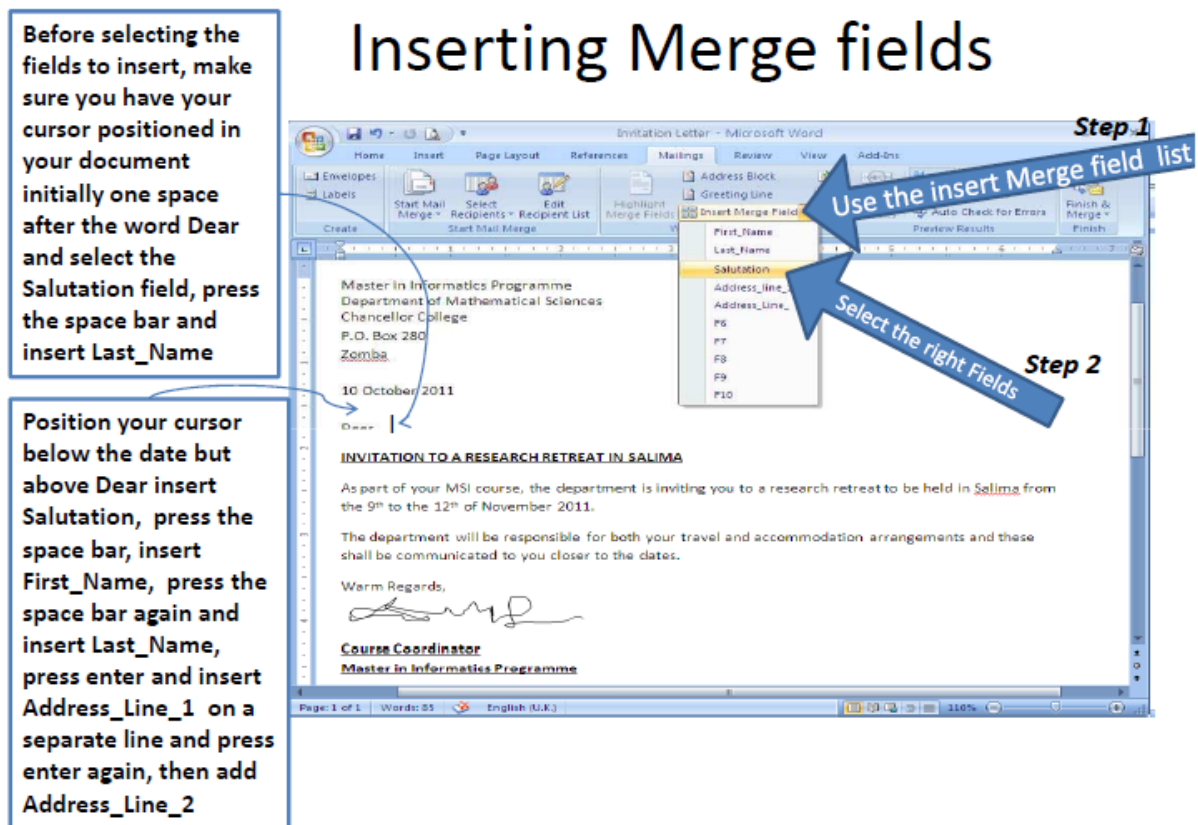 Inserting Merge fields
Before selecting the
fields to insert, make
sure you have your
cursor positioned in
your document
initially one space
after the word Dear
and select the
Salutation field, press
the space bar and
insert Last_Name
Position your cursor
below the date but
above Dear insert
Salutation, press the
space bar, insert
First_Name, press the
space bar again and
insert Last_Name,
press enter and insert
Address_Line_1 on a
separate line and press
enter again, then add
Address_Line_2
Step 1
Use the insert Merge field list
Select the right Fields
Step 2
Invitation Letter - Microsoft Word
Home Insert Page Layout References Mailings Review View Add-Ins
Envelopes
Labels
Create
Start Mail
Merge
Select
Recipients
Edit
Recipient List
Start Mail Merge
Highlight
Merge Fields
Address Block
Greeting Line
Insert Merge Field
Auto Check for Errors
Preview Results
Finish &
Merge
Finish
First_Name
Last_Name
Salutation
Address_line_
Address_Line_
F6
F7
F8
F9
F10
Master in Informatics Programme
Department of Mathematical Sciences
Chancellor College
P.O. Box 280
Zomba
10 October 2011
Dear
INVITATION TO A RESEARCH RETREAT IN SALIMA
As part of your MSI course, the department is inviting you to a research retreat to be held in Salima from
the 9th to the 12th of November 2011.
The department will be responsible for both your travel and accommodation arrangements and these
shall be communicated to you closer to the dates.
Warm Regards,
Course Coordinator
Master in Informatics Programme
Page: 1 of 1 Words: 85 English (U.K.) 110%